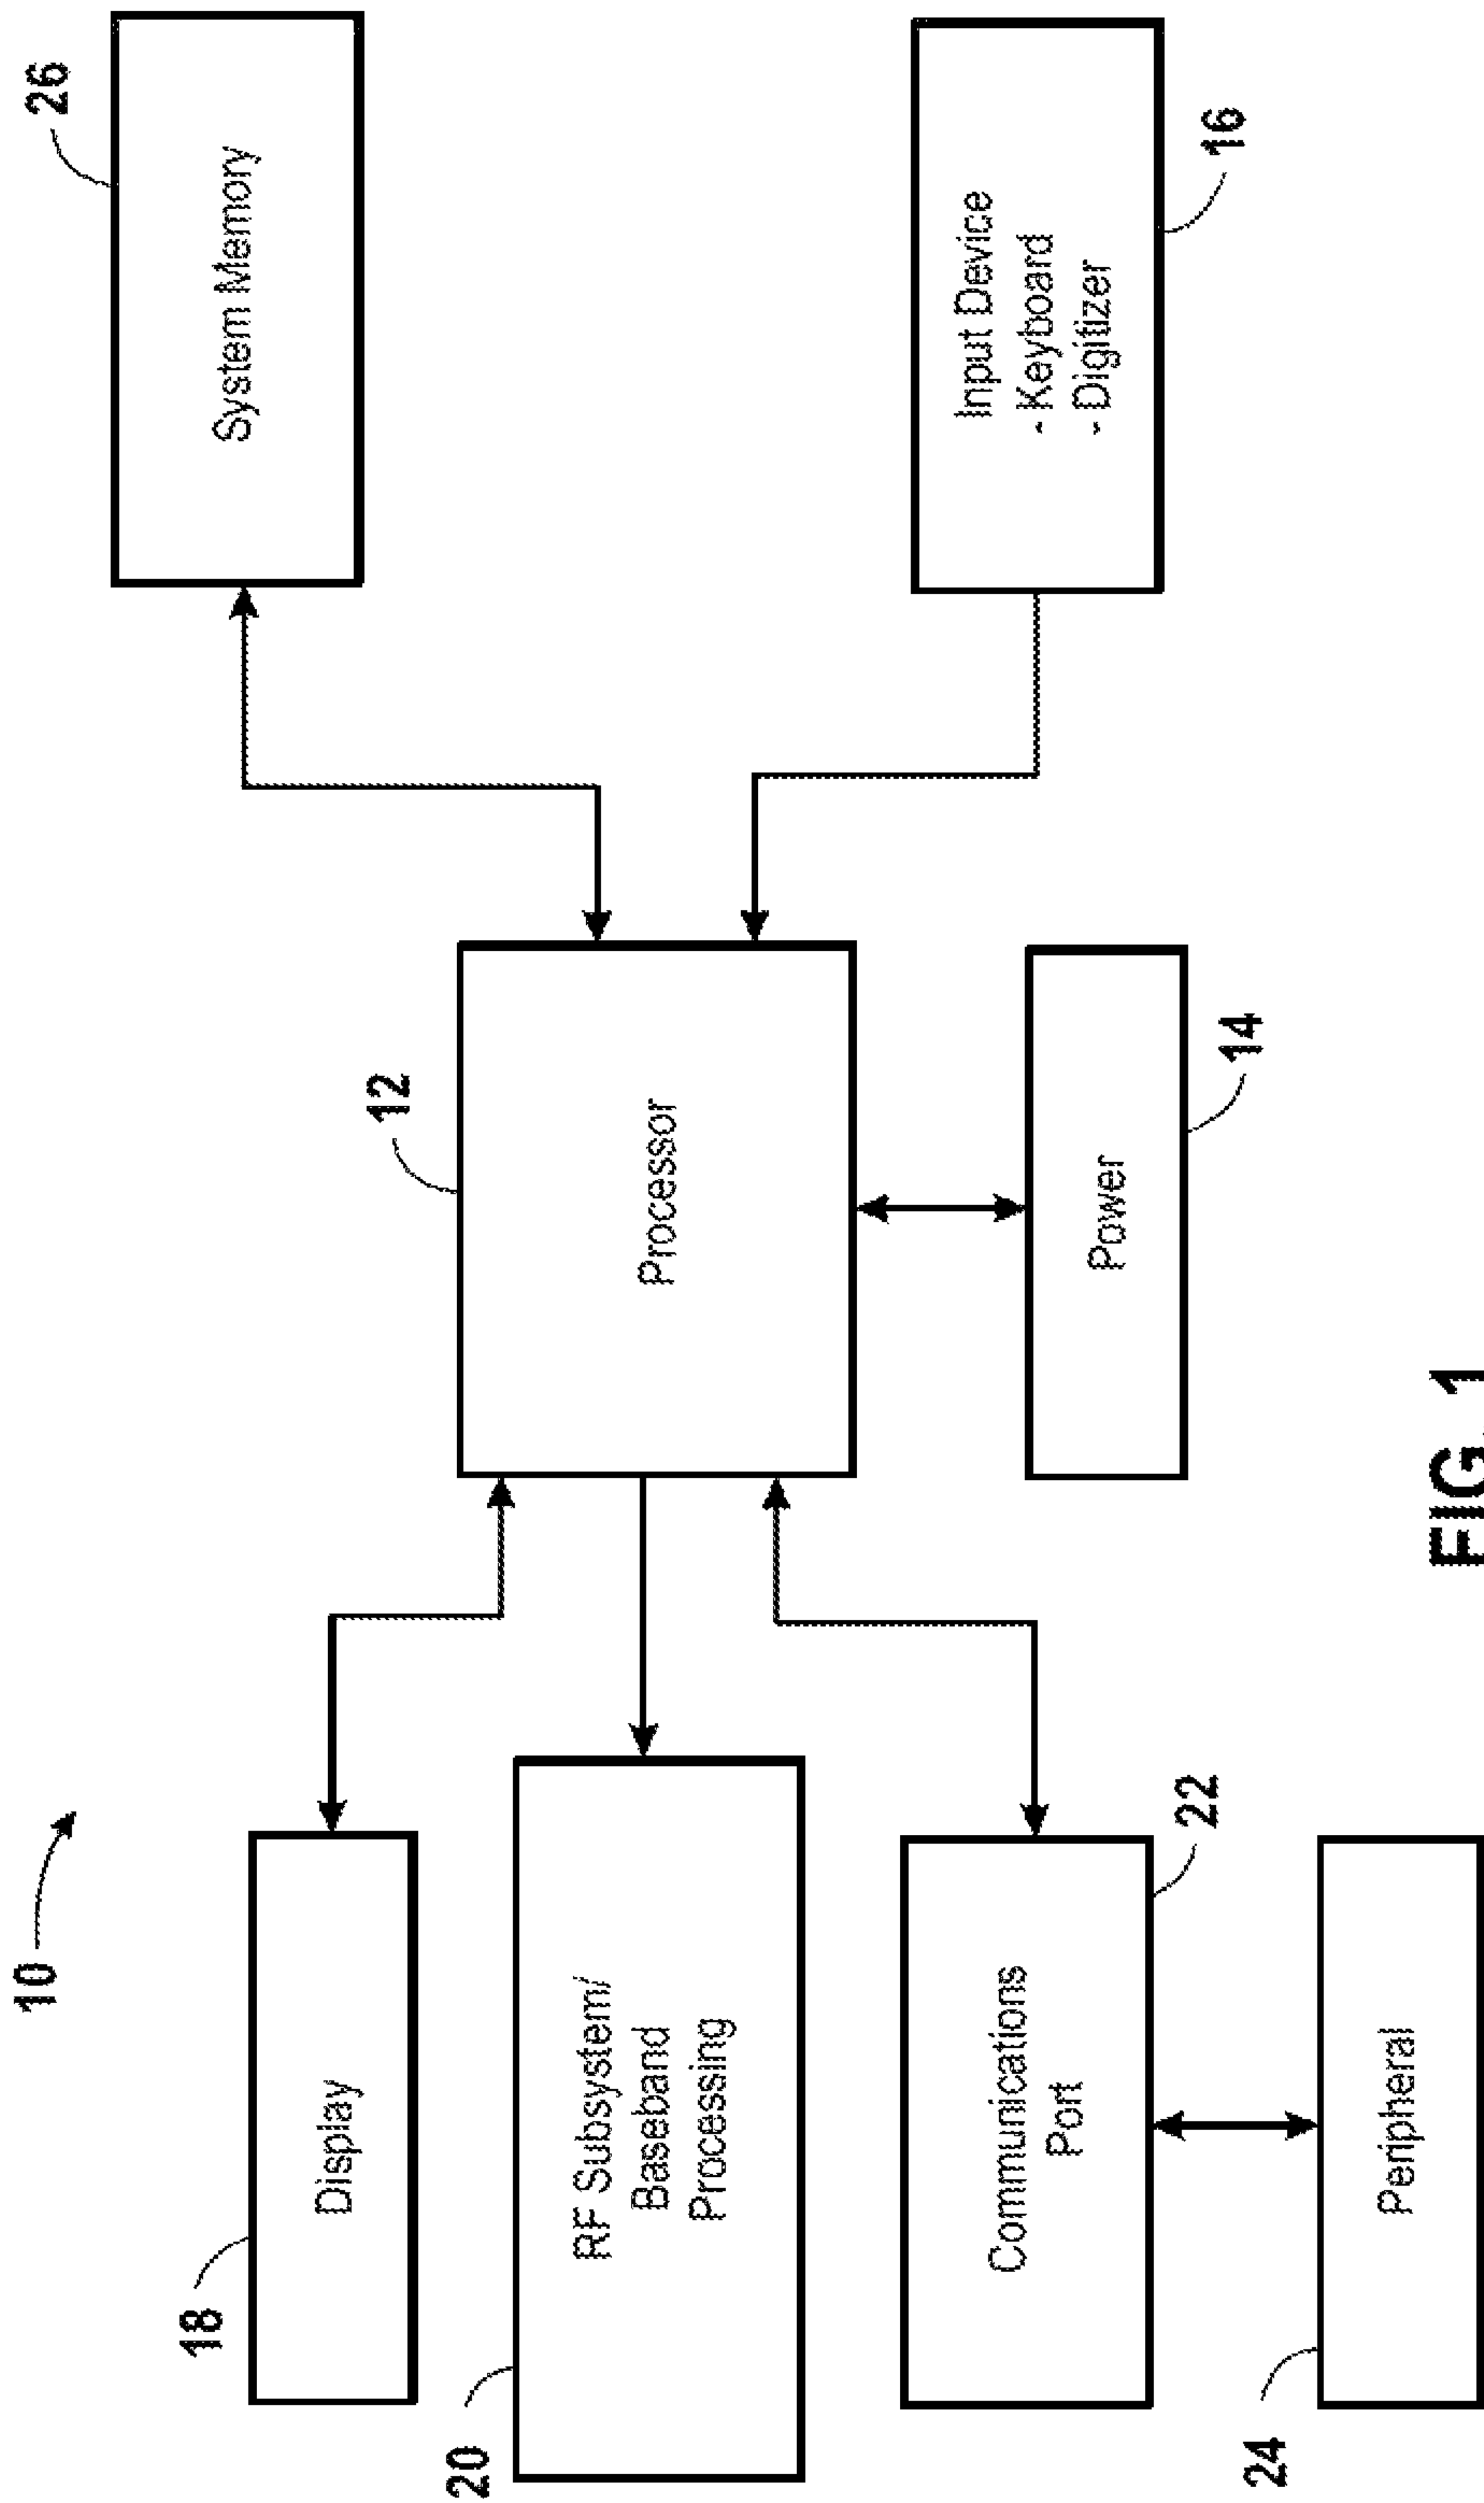 10
18
Display
20
RF Subsystem/
Baseband
Processing
Communications
Port
22
24
Peripheral
12
Processor
Power
14
26
System Memory
Input Device
- Keyboard
- Digitizer
16
FIG. 1